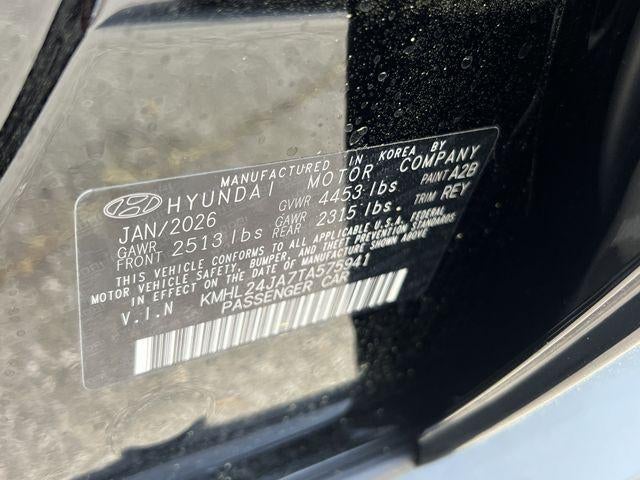 MANUFACTURED IN KOREA BY
HYUNDAI MOTOR COMPANY
JAN/2026 GVWR 4453 lbs PAINT A2B
GAWR FRONT 2513 lbs GAWR REAR 2315 lbs. TRIM REY
THIS VEHICLE CONFORMS TO ALL APPLICABLE U.S.A. FEDERAL
MOTOR VEHICLE SAFETY, BUMPER, AND THEFT PREVENTION STANDARDS
IN EFFECT ON THE DATE OF MANUFACTURE SHOWN ABOVE.
V.I.N KMHL24JA7TA575941
PASSENGER CAR